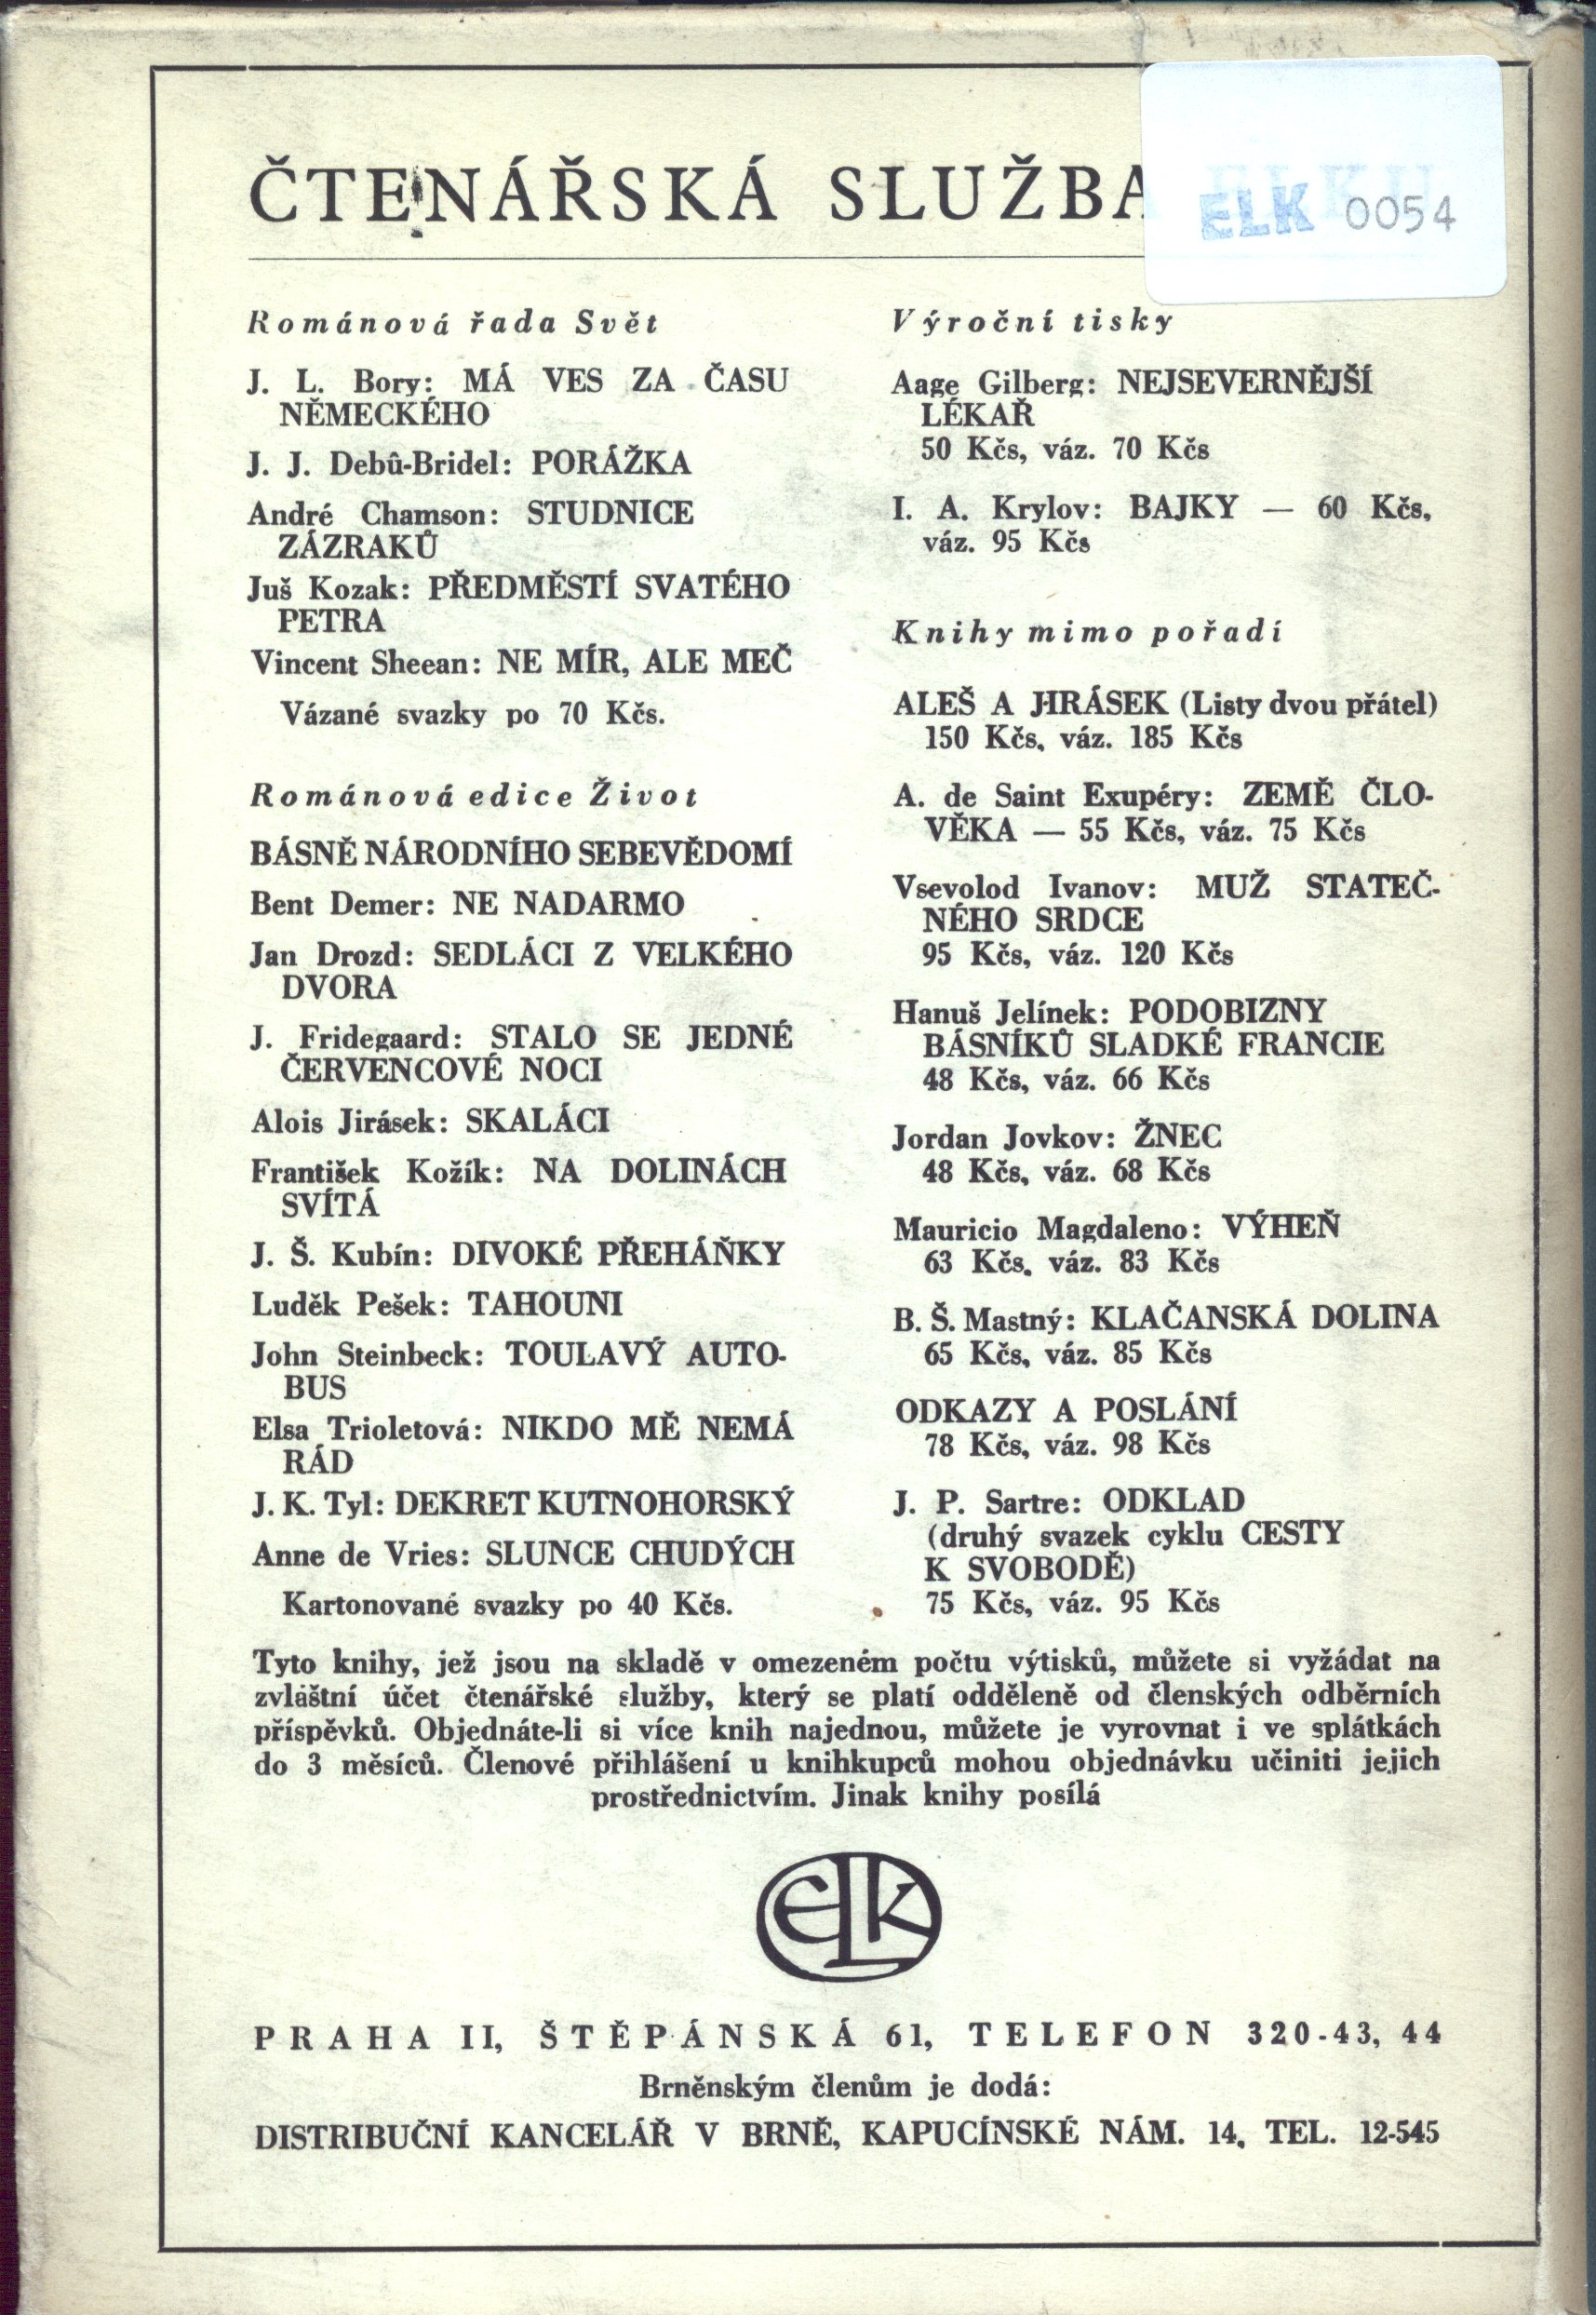 ČTENÁŘSKÁ SLUŽBA ELKU
ELK 0054
Románová řada Svět
J. L. Bory: MÁ VES ZA ČASU
NĚMECKÉHO
J. J. Debû-Bridel: PORÁŽKA
André Chamson: STUDNICE
ZÁZRAKŮ
Juš Kozak: PŘEDMĚSTÍ SVATÉHO
PETRA
Vincent Sheean: NE MÍR, ALE MEČ
Vázané svazky po 70 Kčs.
Románová edice Život
BÁSNĚ NÁRODNÍHO SEBEVĚDOMÍ
Bent Demer: NE NADARMO
Jan Drozd: SEDLÁCI Z VELKÉHO
DVORA
J. Fridegaard: STALO SE JEDNÉ
ČERVENCOVÉ NOCI
Alois Jirásek: SKALÁCI
František Kožík: NA DOLINÁCH
SVÍTÁ
J. Š. Kubín: DIVOKÉ PŘEHÁŇKY
Luděk Pešek: TAHOUNI
John Steinbeck: TOULAVÝ AUTO-
BUS
Elsa Trioletová: NIKDO MĚ NEMÁ
RÁD
J. K. Tyl: DEKRET KUTNOHORSKÝ
Anne de Vries: SLUNCE CHUDÝCH
Kartonované svazky po 40 Kčs.
Výroční tisky
Aage Gilberg: NEJSEVERNĚJŠÍ
LÉKAŘ
50 Kčs, váz. 70 Kčs
I. A. Krylov: BAJKY — 60 Kčs,
váz. 95 Kčs
Knihy mimo pořadí
ALEŠ A JIRÁSEK (Listy dvou přátel)
150 Kčs, váz. 185 Kčs
A. de Saint Exupéry: ZEMĚ ČLO-
VĚKA — 55 Kčs, váz. 75 Kčs
Vsevolod Ivanov: MUŽ STATEČ-
NÉHO SRDCE
95 Kčs, váz. 120 Kčs
Hanuš Jelínek: PODOBIZNY
BÁSNÍKŮ SLADKÉ FRANCIE
48 Kčs, váz. 66 Kčs
Jordan Jovkov: ŽNEC
48 Kčs, váz. 68 Kčs
Mauricio Magdaleno: VÝHEŇ
63 Kčs, váz. 83 Kčs
B. Š. Mastný: KLAČANSKÁ DOLINA
65 Kčs, váz. 85 Kčs
ODKAZY A POSLÁNÍ
78 Kčs, váz. 98 Kčs
J. P. Sartre: ODKLAD
(druhý svazek cyklu CESTY
K SVOBODĚ)
75 Kčs, váz. 95 Kčs
Tyto knihy, jež jsou na skladě v omezeném počtu výtisků, můžete si vyžádat na
zvláštní účet čtenářské služby, který se platí odděleně od členských odběrních
příspěvků. Objednáte-li si více knih najednou, můžete je vyrovnat i ve splátkách
do 3 měsíců. Členové přihlášení u knihkupců mohou objednávku učiniti jejich
prostřednictvím. Jinak knihy posílá
ELK
PRAHA II, ŠTĚPÁNSKÁ 61, TELEFON 320-43, 44
Brněnským členům je dodá:
DISTRIBUČNÍ KANCELÁŘ V BRNĚ, KAPUCÍNSKÉ NÁM. 14, TEL. 12-545